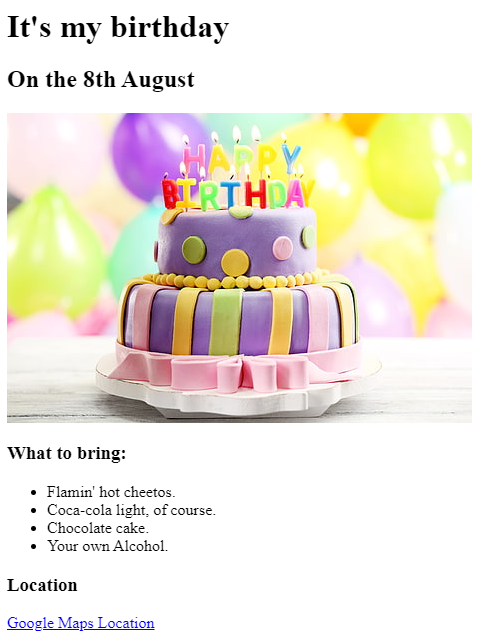 It's my birthday
On the 8th August
HAPPY
BIRTHDAY
What to bring:
Flamin' hot cheetos.
Coca-cola light, of course.
Chocolate cake.
Your own Alcohol.
Location
Google Maps Location